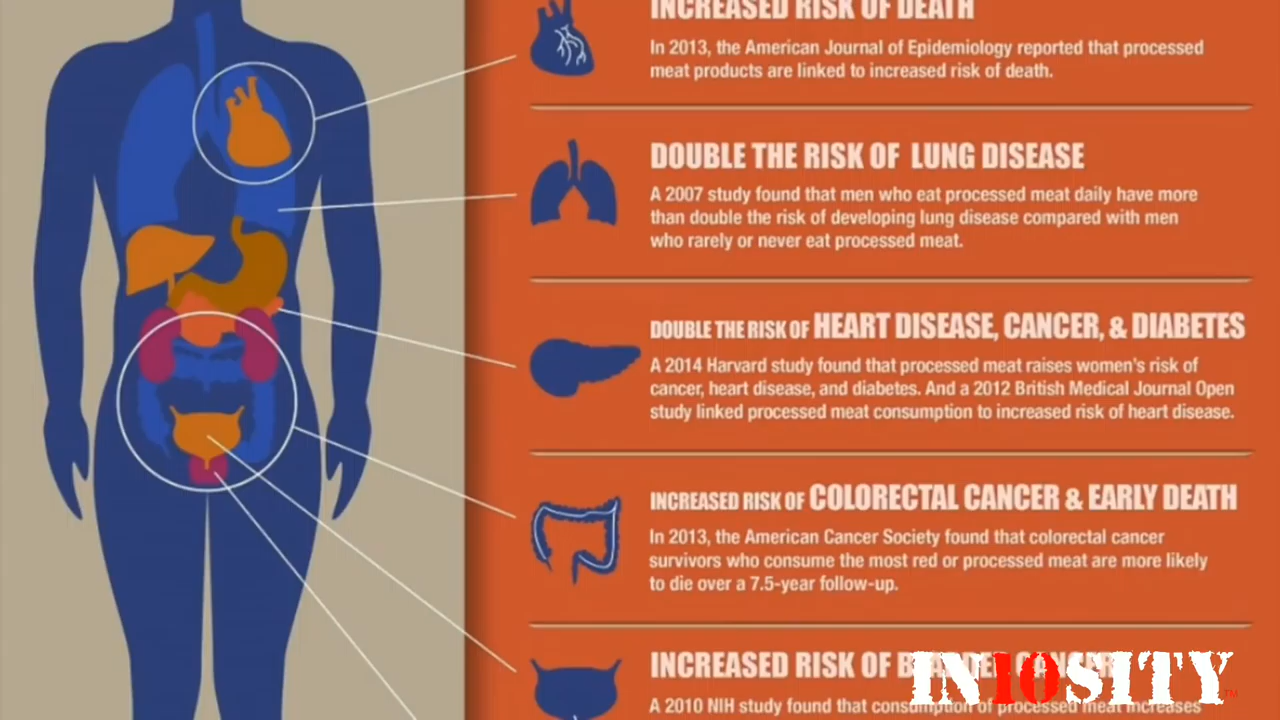 INCREASED RISK OF DEATH
In 2013, the American Journal of Epidemiology reported that processed
meat products are linked to increased risk of death.
DOUBLE THE RISK OF LUNG DISEASE
A 2007 study found that men who eat processed meat daily have more
than double the risk of developing lung disease compared with men
who rarely or never eat processed meat.
DOUBLE THE RISK OF HEART DISEASE, CANCER, & DIABETES
A 2014 Harvard study found that processed meat raises women's risk of
cancer, heart disease, and diabetes. And a 2012 British Medical Journal Open
study linked processed meat consumption to increased risk of heart disease.
INCREASED RISK OF COLORECTAL CANCER & EARLY DEATH
In 2013, the American Cancer Society found that colorectal cancer
survivors who consume the most red or processed meat are more likely
to die over a 7.5-year follow-up.
INCREASED RISK OF BLADDER CANCER
A 2010 NIH study found that consumption of processed meat increases
IN10SITY™